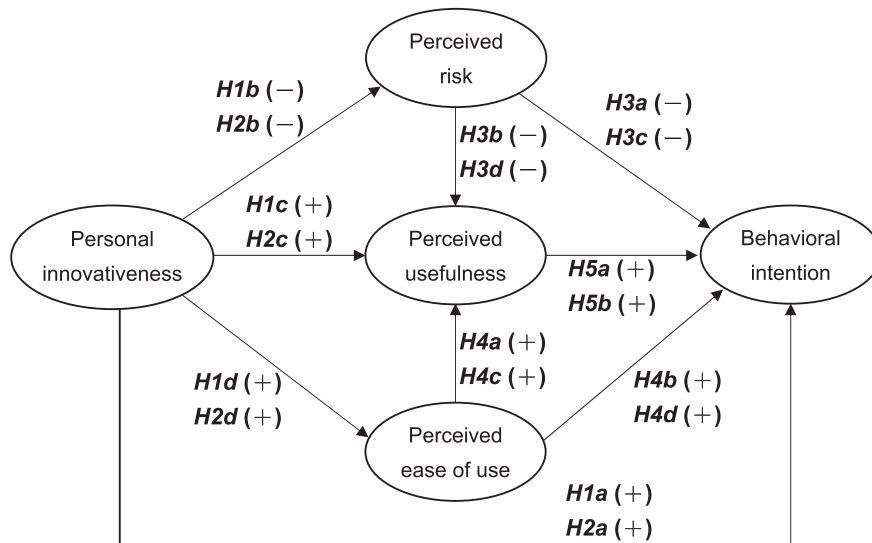 Perceived
risk
H1b (−)
H2b (−)
H3a (−)
H3c (−)
H3b (−)
H3d (−)
H1c (+)
H2c (+)
Personal
innovativeness
Perceived
usefulness
Behavioral
intention
H5a (+)
H5b (+)
H4a (+)
H4c (+)
H1d (+)
H2d (+)
H4b (+)
H4d (+)
Perceived
ease of use
H1a (+)
H2a (+)